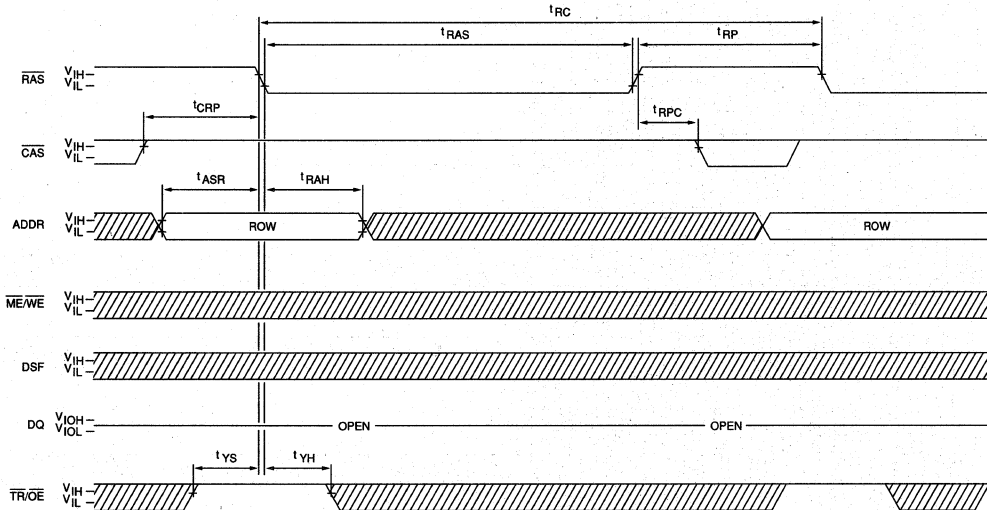 tRC
tRAS
tRP
RAS VIH
VIL
tCRP
tRPC
CAS VIH
VIL
tASR
tRAH
ADDR VIH
VIL
ROW
ROW
ME/WE VIH
VIL
DSF VIH
VIL
DQ VIOH
VIOL
OPEN
OPEN
tYS
tYH
TR/OE VIH
VIL